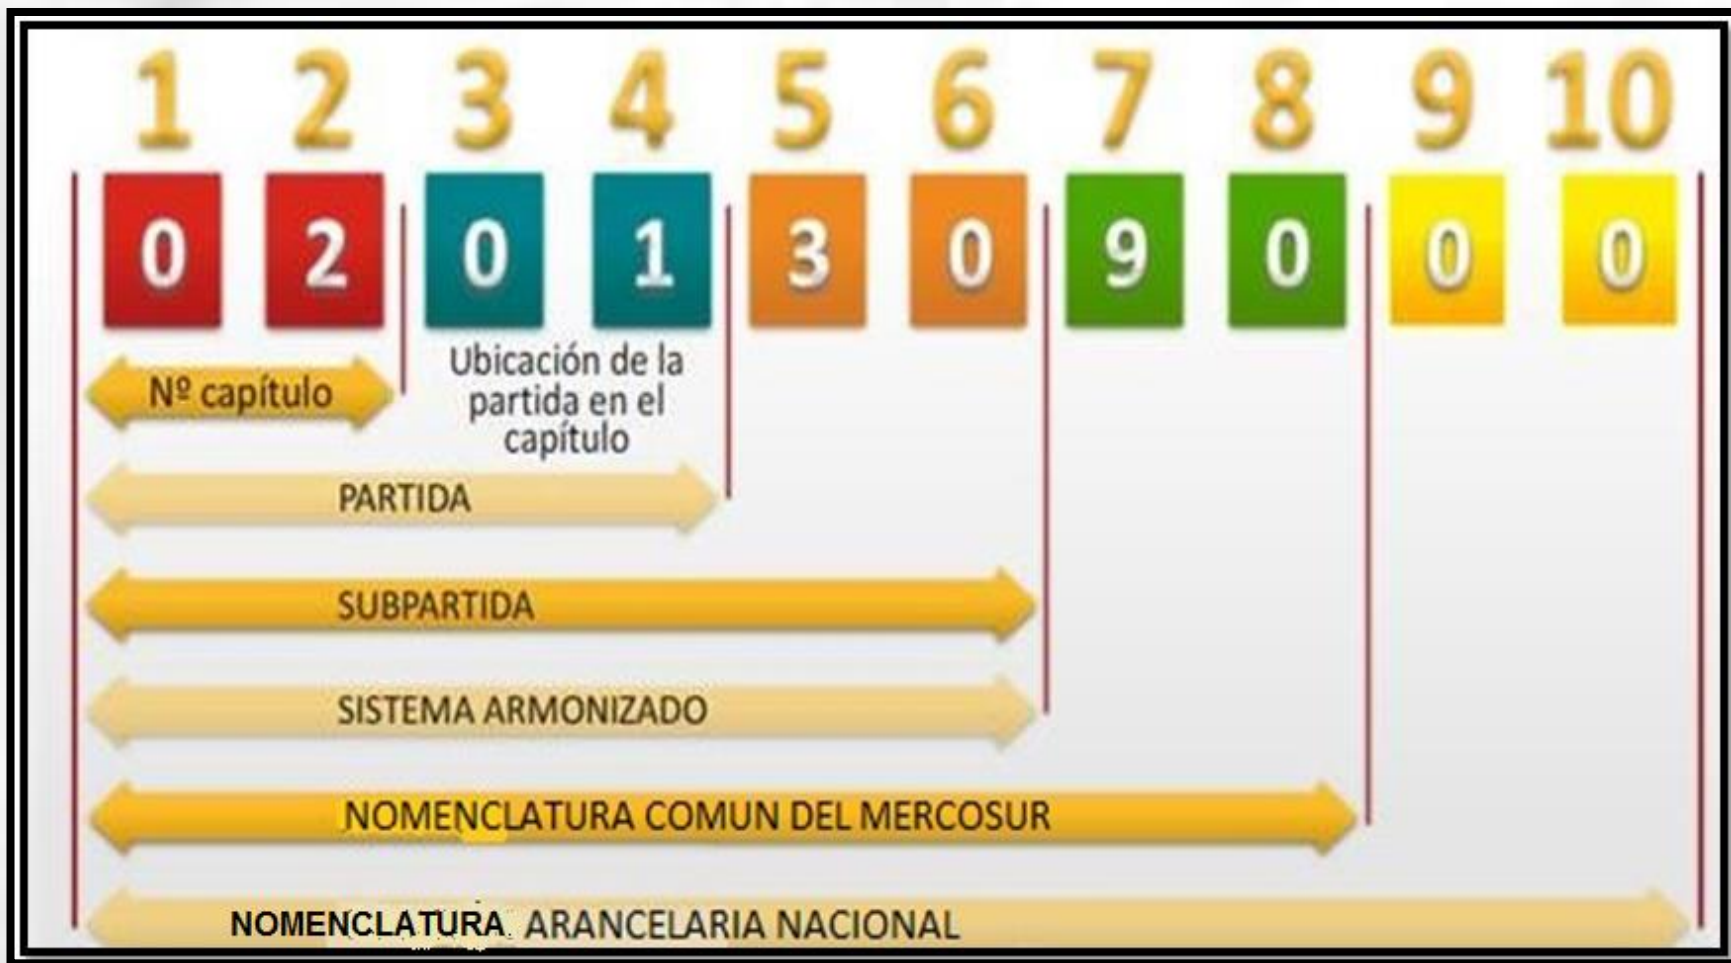 1 2 3 4 5 6 7 8 9 10
0 2 0 1 3 0 9 0 0 0
Nº capítulo
Ubicación de la
partida en el
capítulo
PARTIDA
SUBPARTIDA
SISTEMA ARMONIZADO
NOMENCLATURA COMUN DEL MERCOSUR
NOMENCLATURA ARANCELARIA NACIONAL